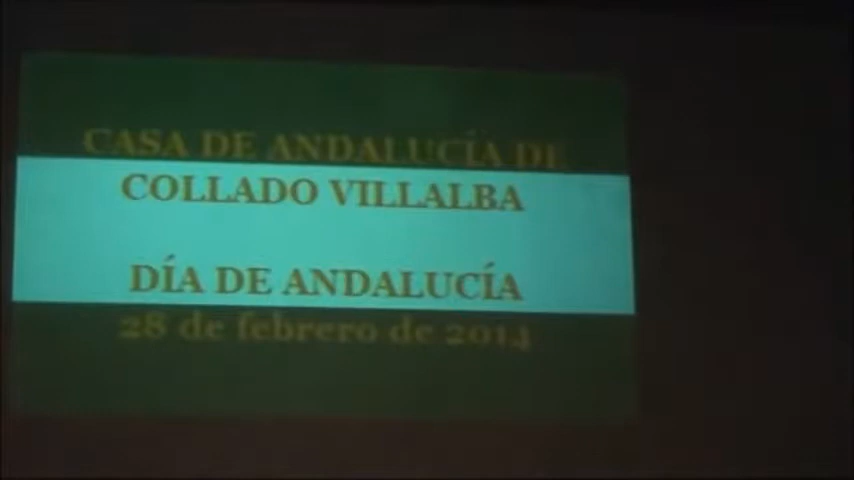 CASA DE ANDALUCÍA DE
COLLADO VILLALBA
DÍA DE ANDALUCÍA
28 de febrero de 2014